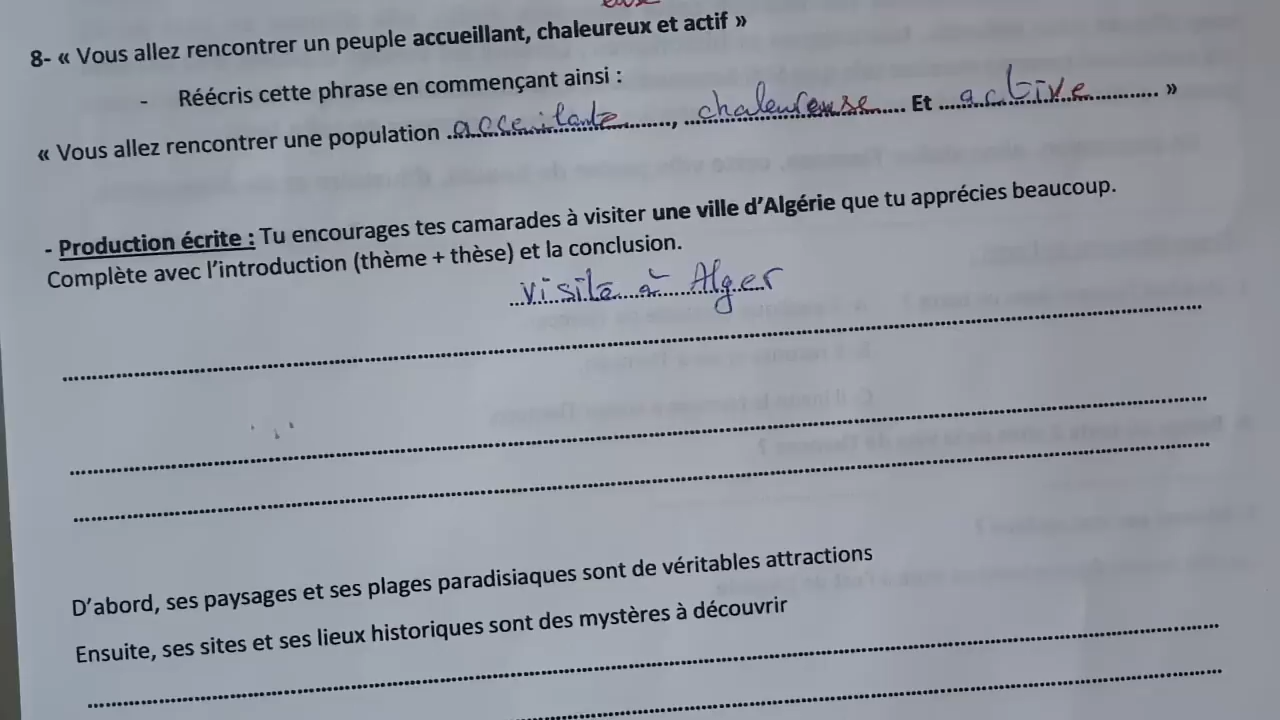 8- « Vous allez rencontrer un peuple accueillant, chaleureux et actif »
- Réécris cette phrase en commençant ainsi :
« Vous allez rencontrer une population acceilante, chaleureuse Et active »
- Production écrite : Tu encourages tes camarades à visiter une ville d'Algérie que tu apprécies beaucoup.
Complète avec l'introduction (thème + thèse) et la conclusion.
visite à Alger
D'abord, ses paysages et ses plages paradisiaques sont de véritables attractions
Ensuite, ses sites et ses lieux historiques sont des mystères à découvrir